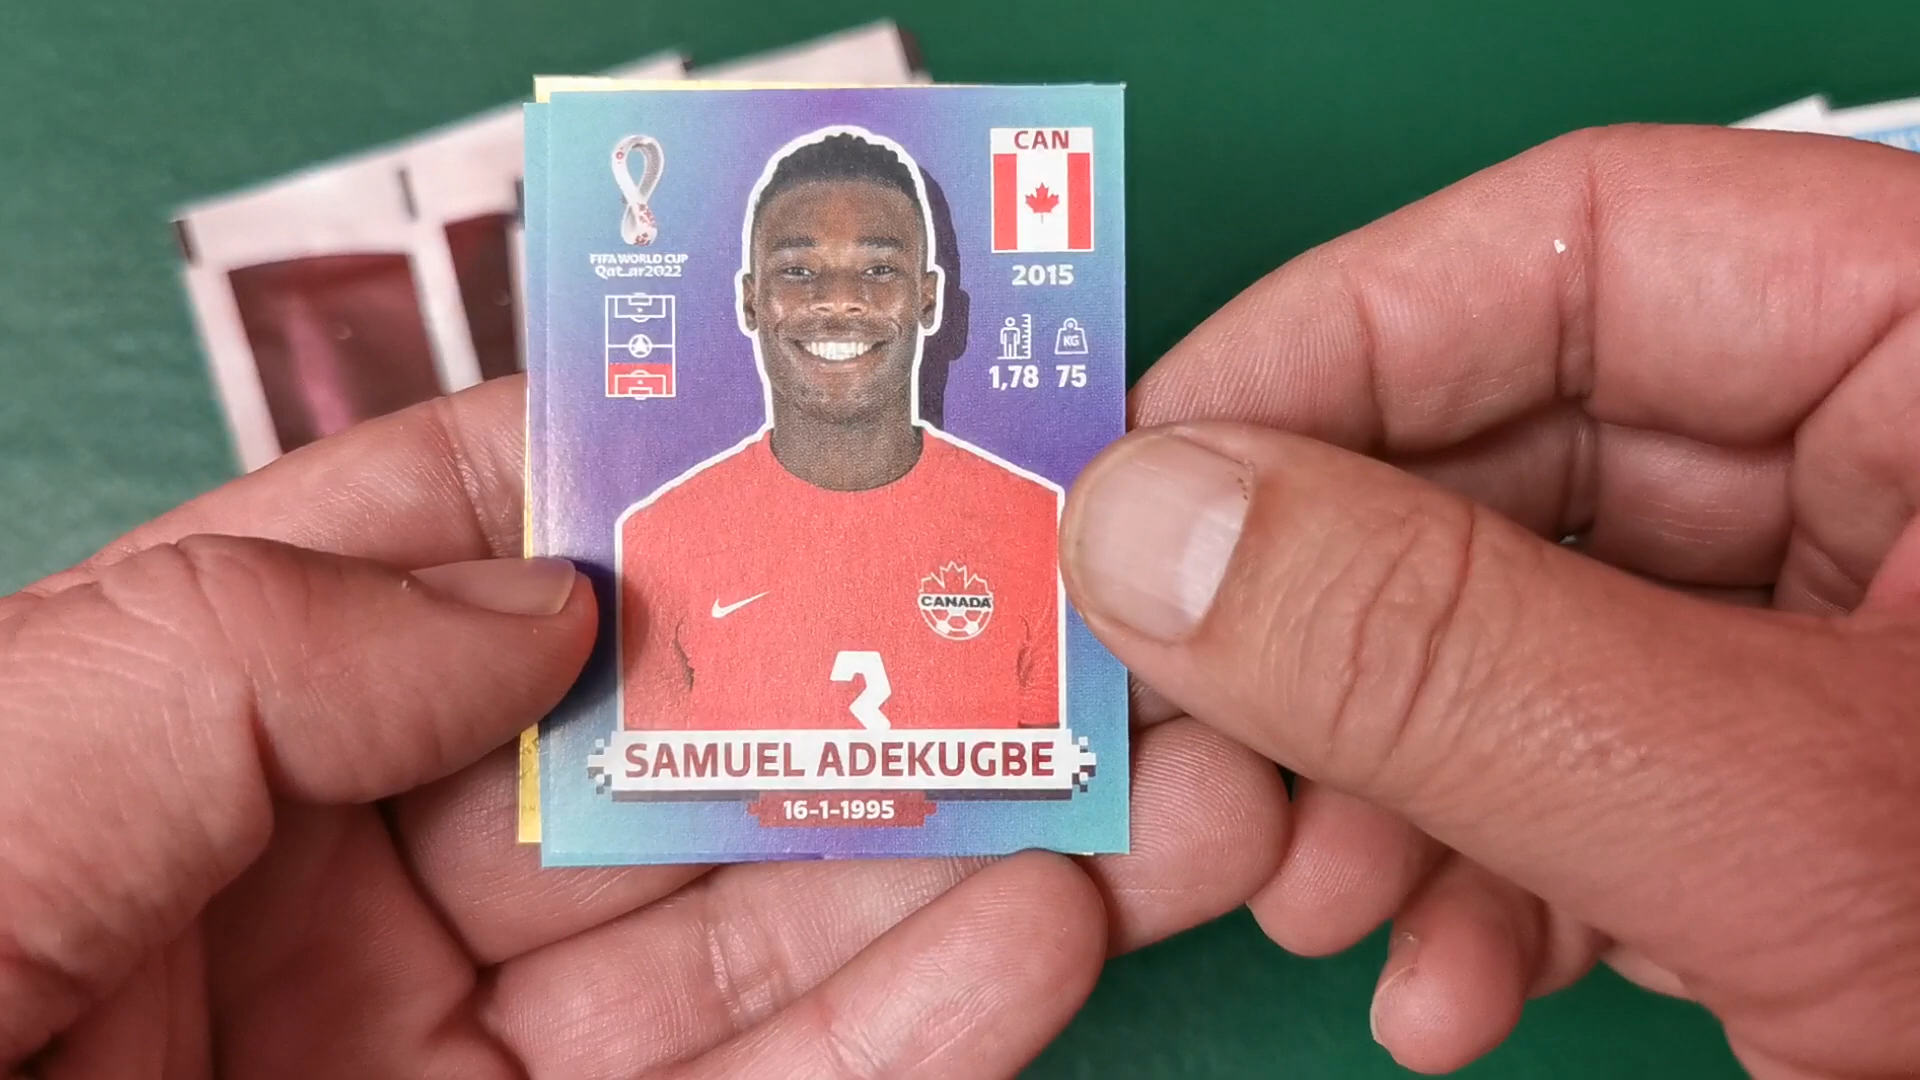 FIFA WORLD CUP
Qatar2022
CAN
2015
KG
1,78 75
CANADA
SAMUEL ADEKUGBE
16-1-1995